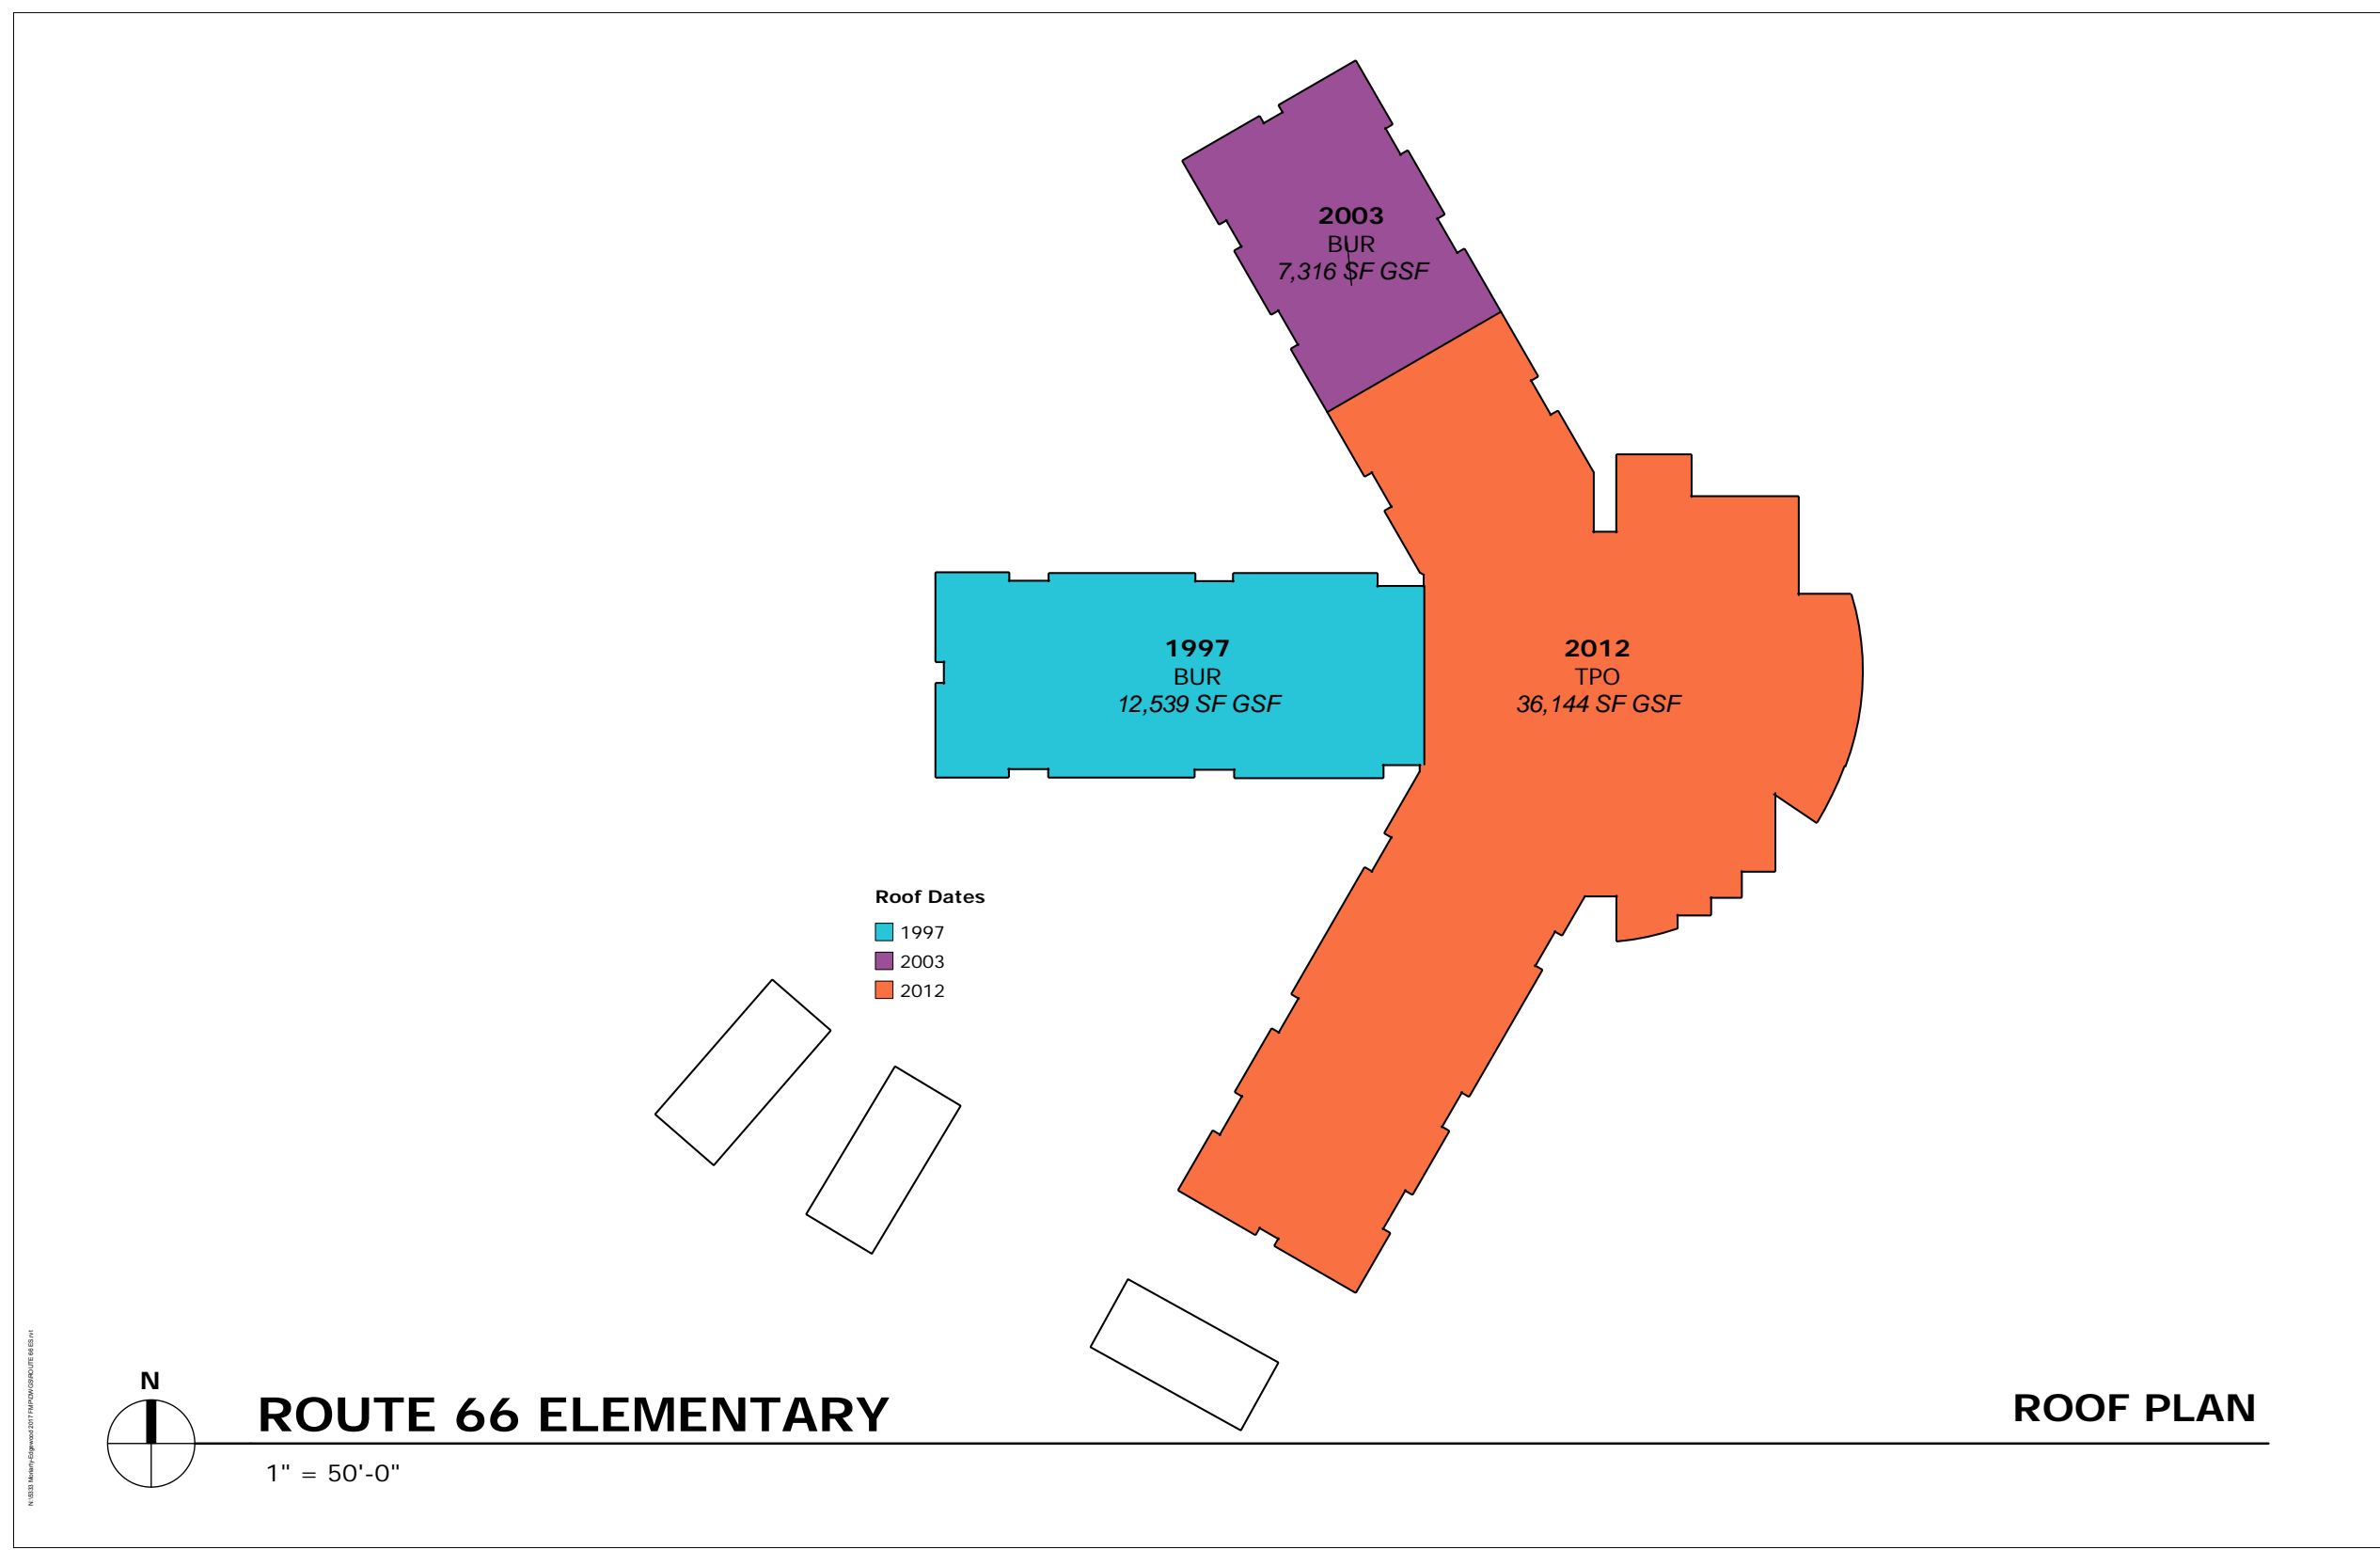 2003
BUR
7,316 SF GSF
1997
BUR
12,539 SF GSF
2012
TPO
36,144 SF GSF
Roof Dates
1997
2003
2012
N
ROUTE 66 ELEMENTARY
1" = 50'-0"
ROOF PLAN